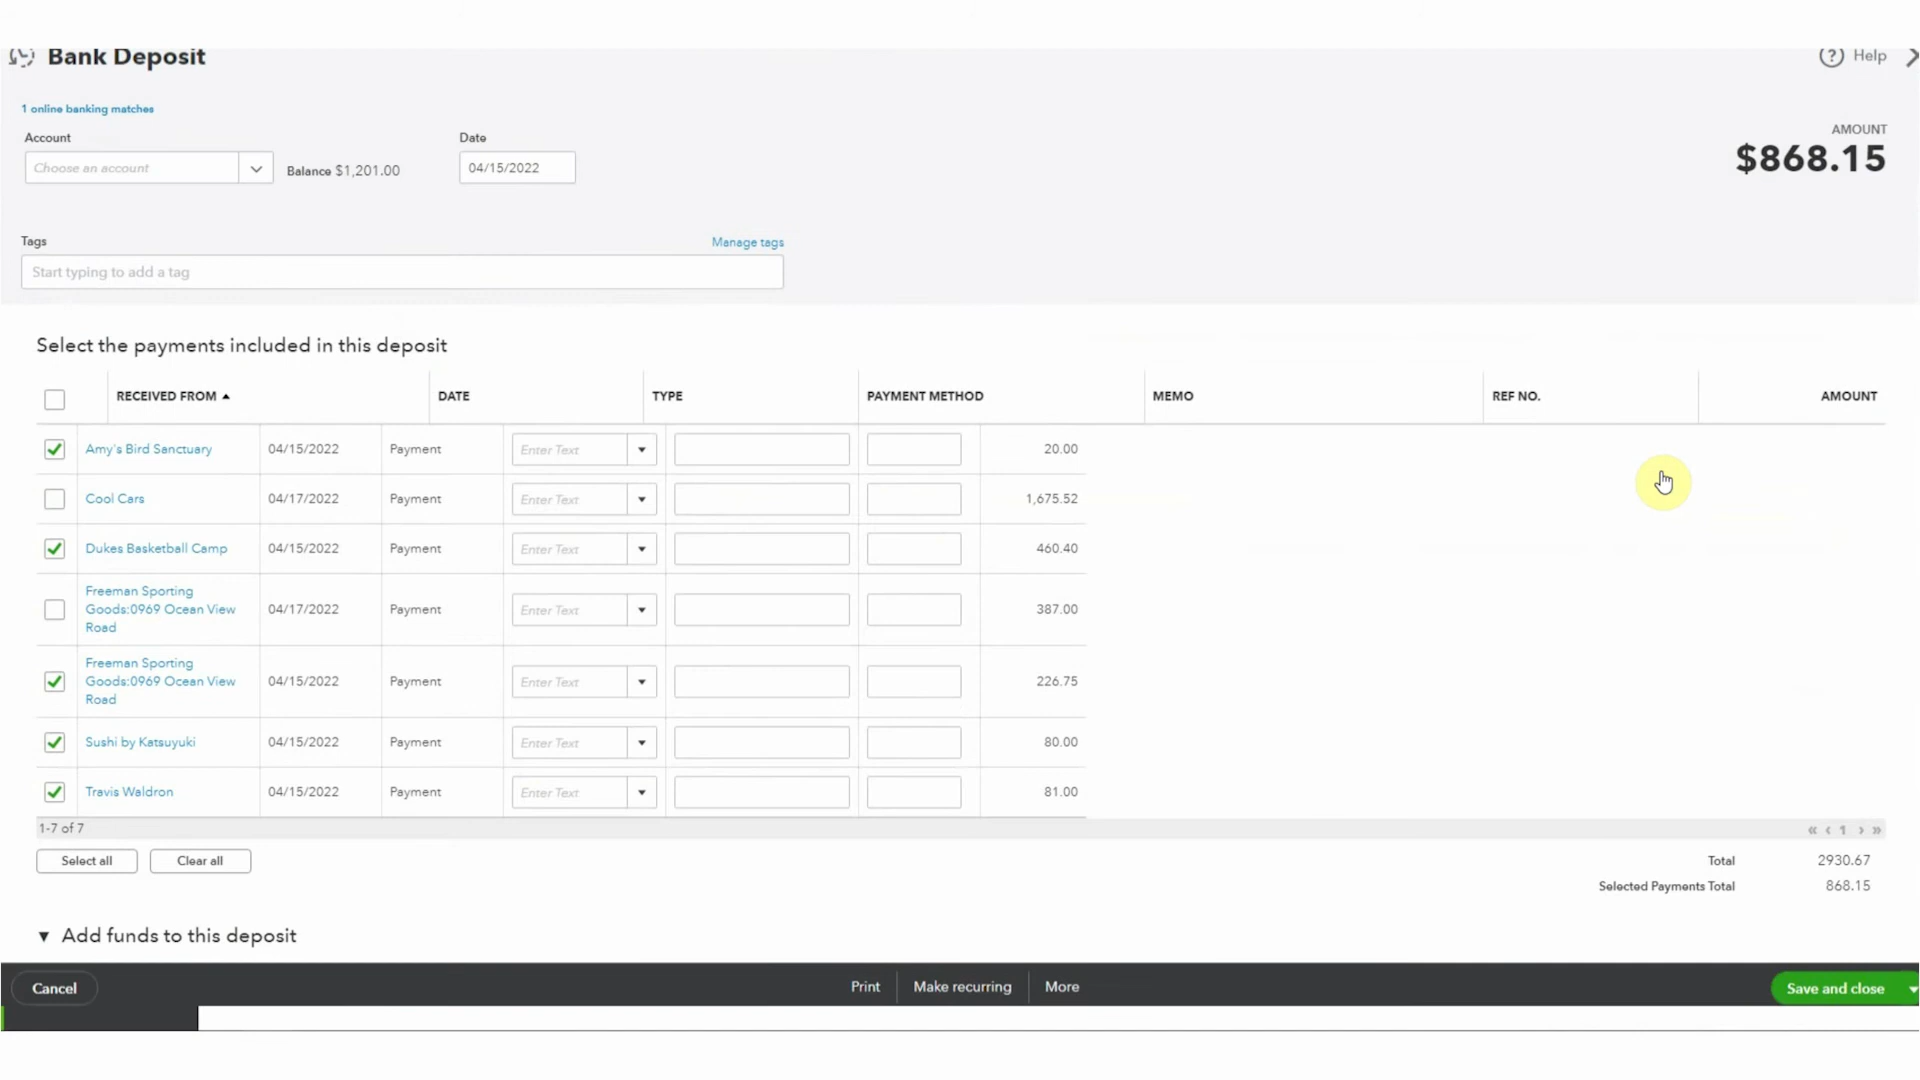 Bank Deposit
Help
1 online banking matches
Account
Date
AMOUNT
Choose an account
Balance $1,201.00
04/15/2022
$868.15
Tags
Manage tags
Start typing to add a tag
Select the payments included in this deposit
RECEIVED FROM DATE TYPE PAYMENT METHOD MEMO REF NO. AMOUNT
Amy's Bird Sanctuary 04/15/2022 Payment Enter Text 20.00
Cool Cars 04/17/2022 Payment Enter Text 1,675.52
Dukes Basketball Camp 04/15/2022 Payment Enter Text 460.40
Freeman Sporting
Goods:0969 Ocean View 04/17/2022 Payment Enter Text 387.00
Road
Freeman Sporting
Goods:0969 Ocean View 04/15/2022 Payment Enter Text 226.75
Road
Sushi by Katsuyuki 04/15/2022 Payment Enter Text 80.00
Travis Waldron 04/15/2022 Payment Enter Text 81.00
1-7 of 7
« ‹ 1 › »
Select all
Clear all
Total 2930.67
Selected Payments Total 868.15
Add funds to this deposit
Cancel
Print
Make recurring
More
Save and close